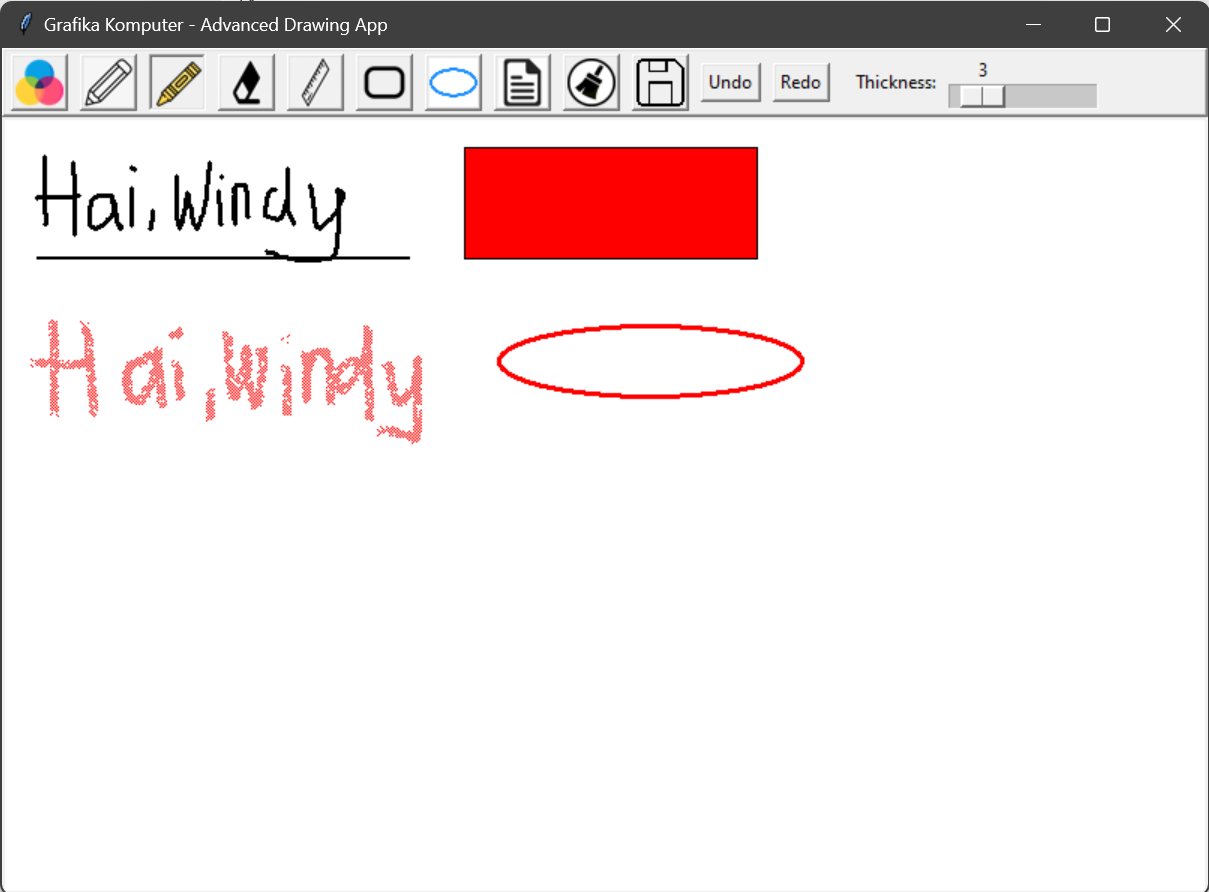 Grafika Komputer - Advanced Drawing App
Undo Redo Thickness: 3
Hai, Windy
Hai, Windy